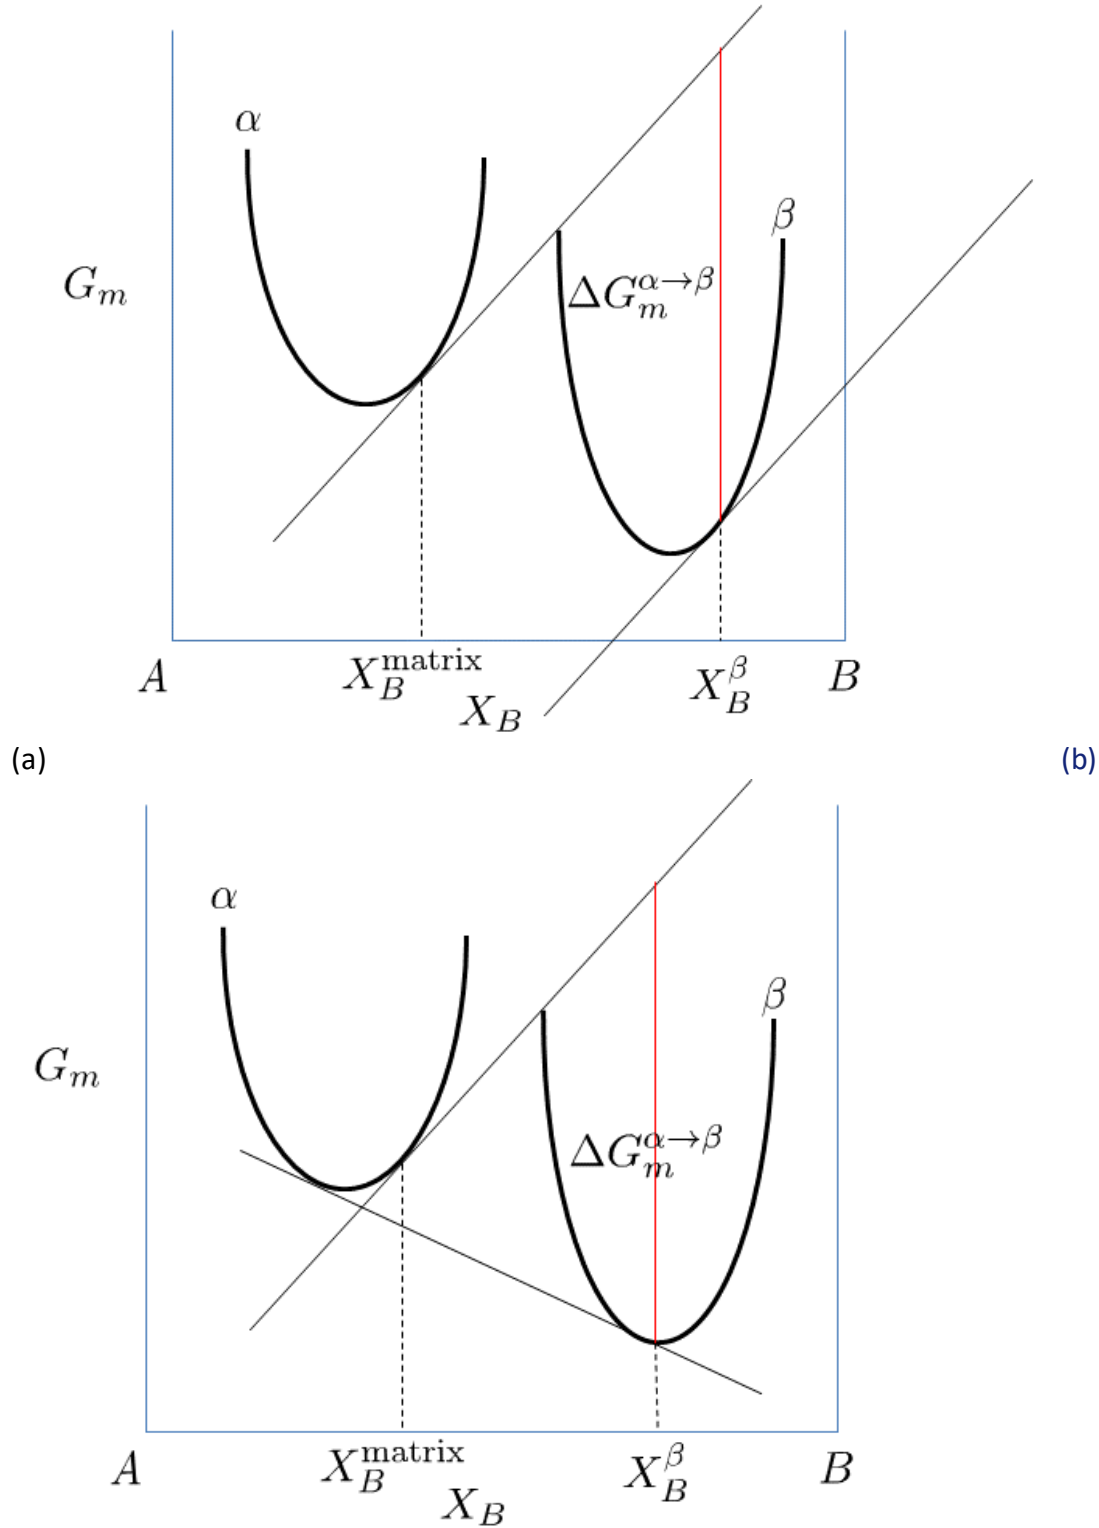 α
β
G_m
ΔG_m^{α→β}
A
X_B^{matrix}
X_B^β
B
X_B
(a)
(b)
α
β
G_m
ΔG_m^{α→β}
A
X_B^{matrix}
X_B^β
B
X_B